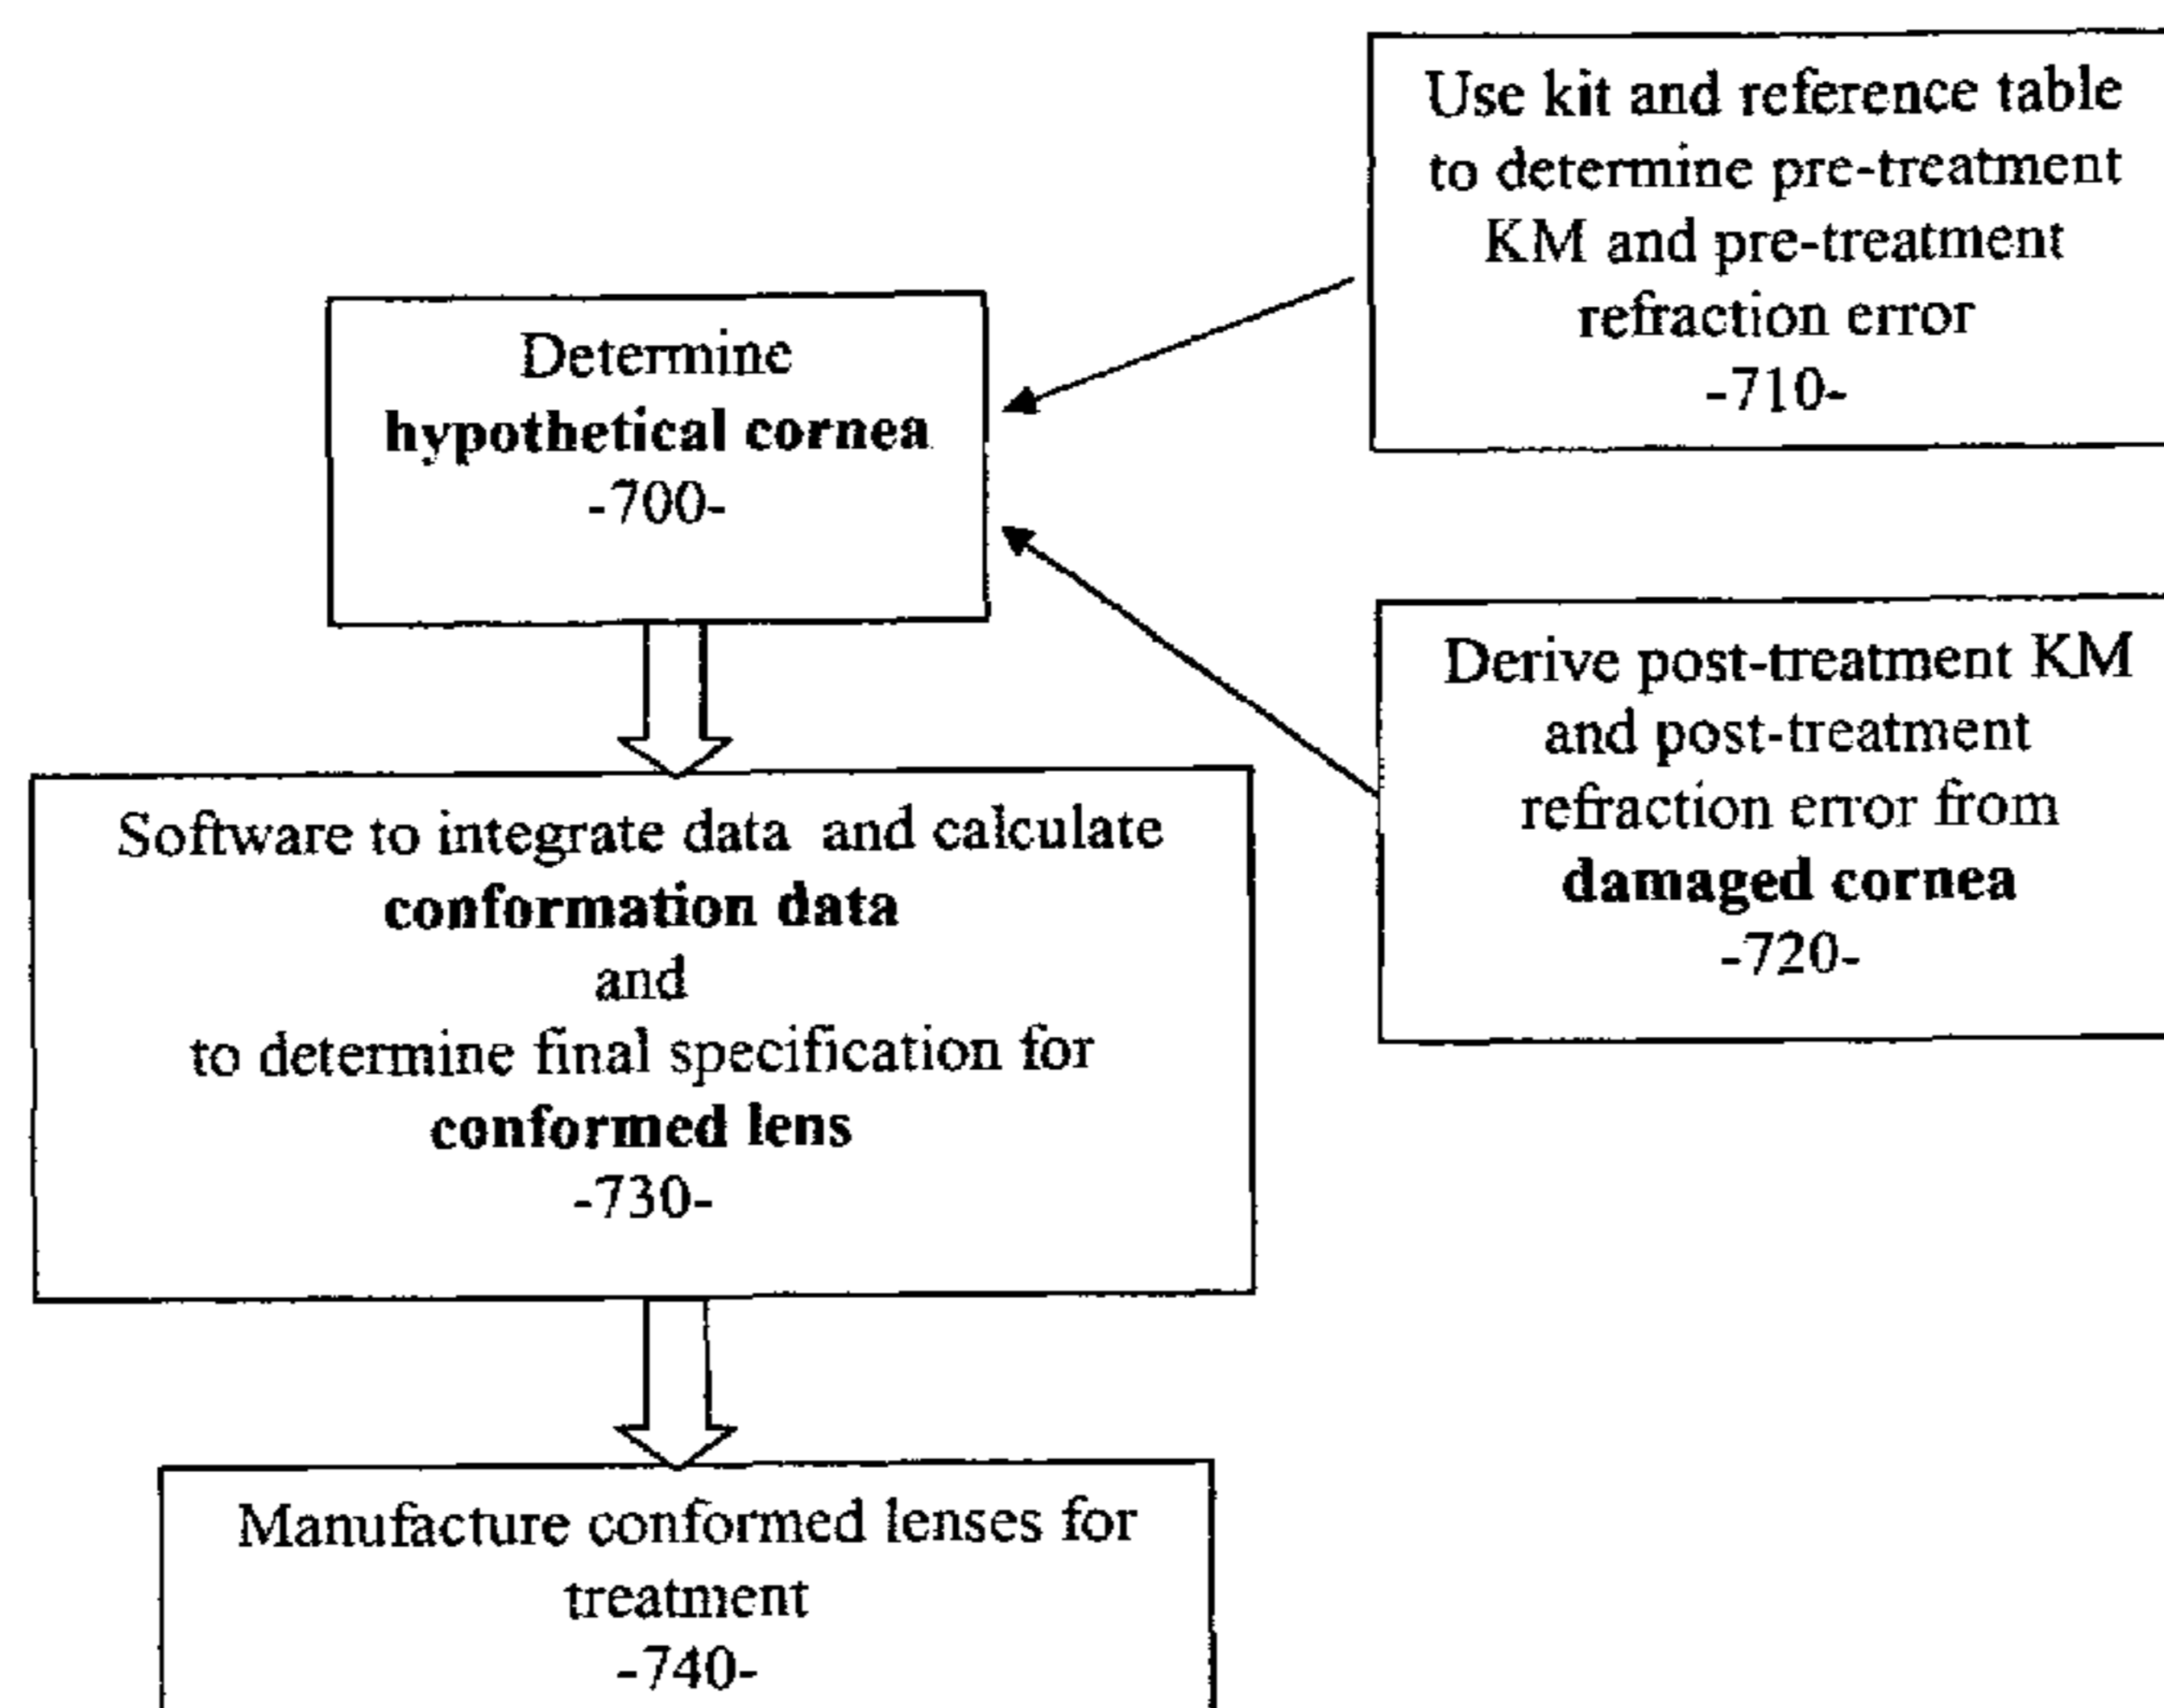 Use kit and reference table
to determine pre-treatment
KM and pre-treatment
refraction error
-710-
Determine
hypothetical cornea
-700-
Derive post-treatment KM
and post-treatment
refraction error from
damaged cornea
-720-
Software to integrate data and calculate
conformation data
and
to determine final specification for
conformed lens
-730-
Manufacture conformed lenses for
treatment
-740-